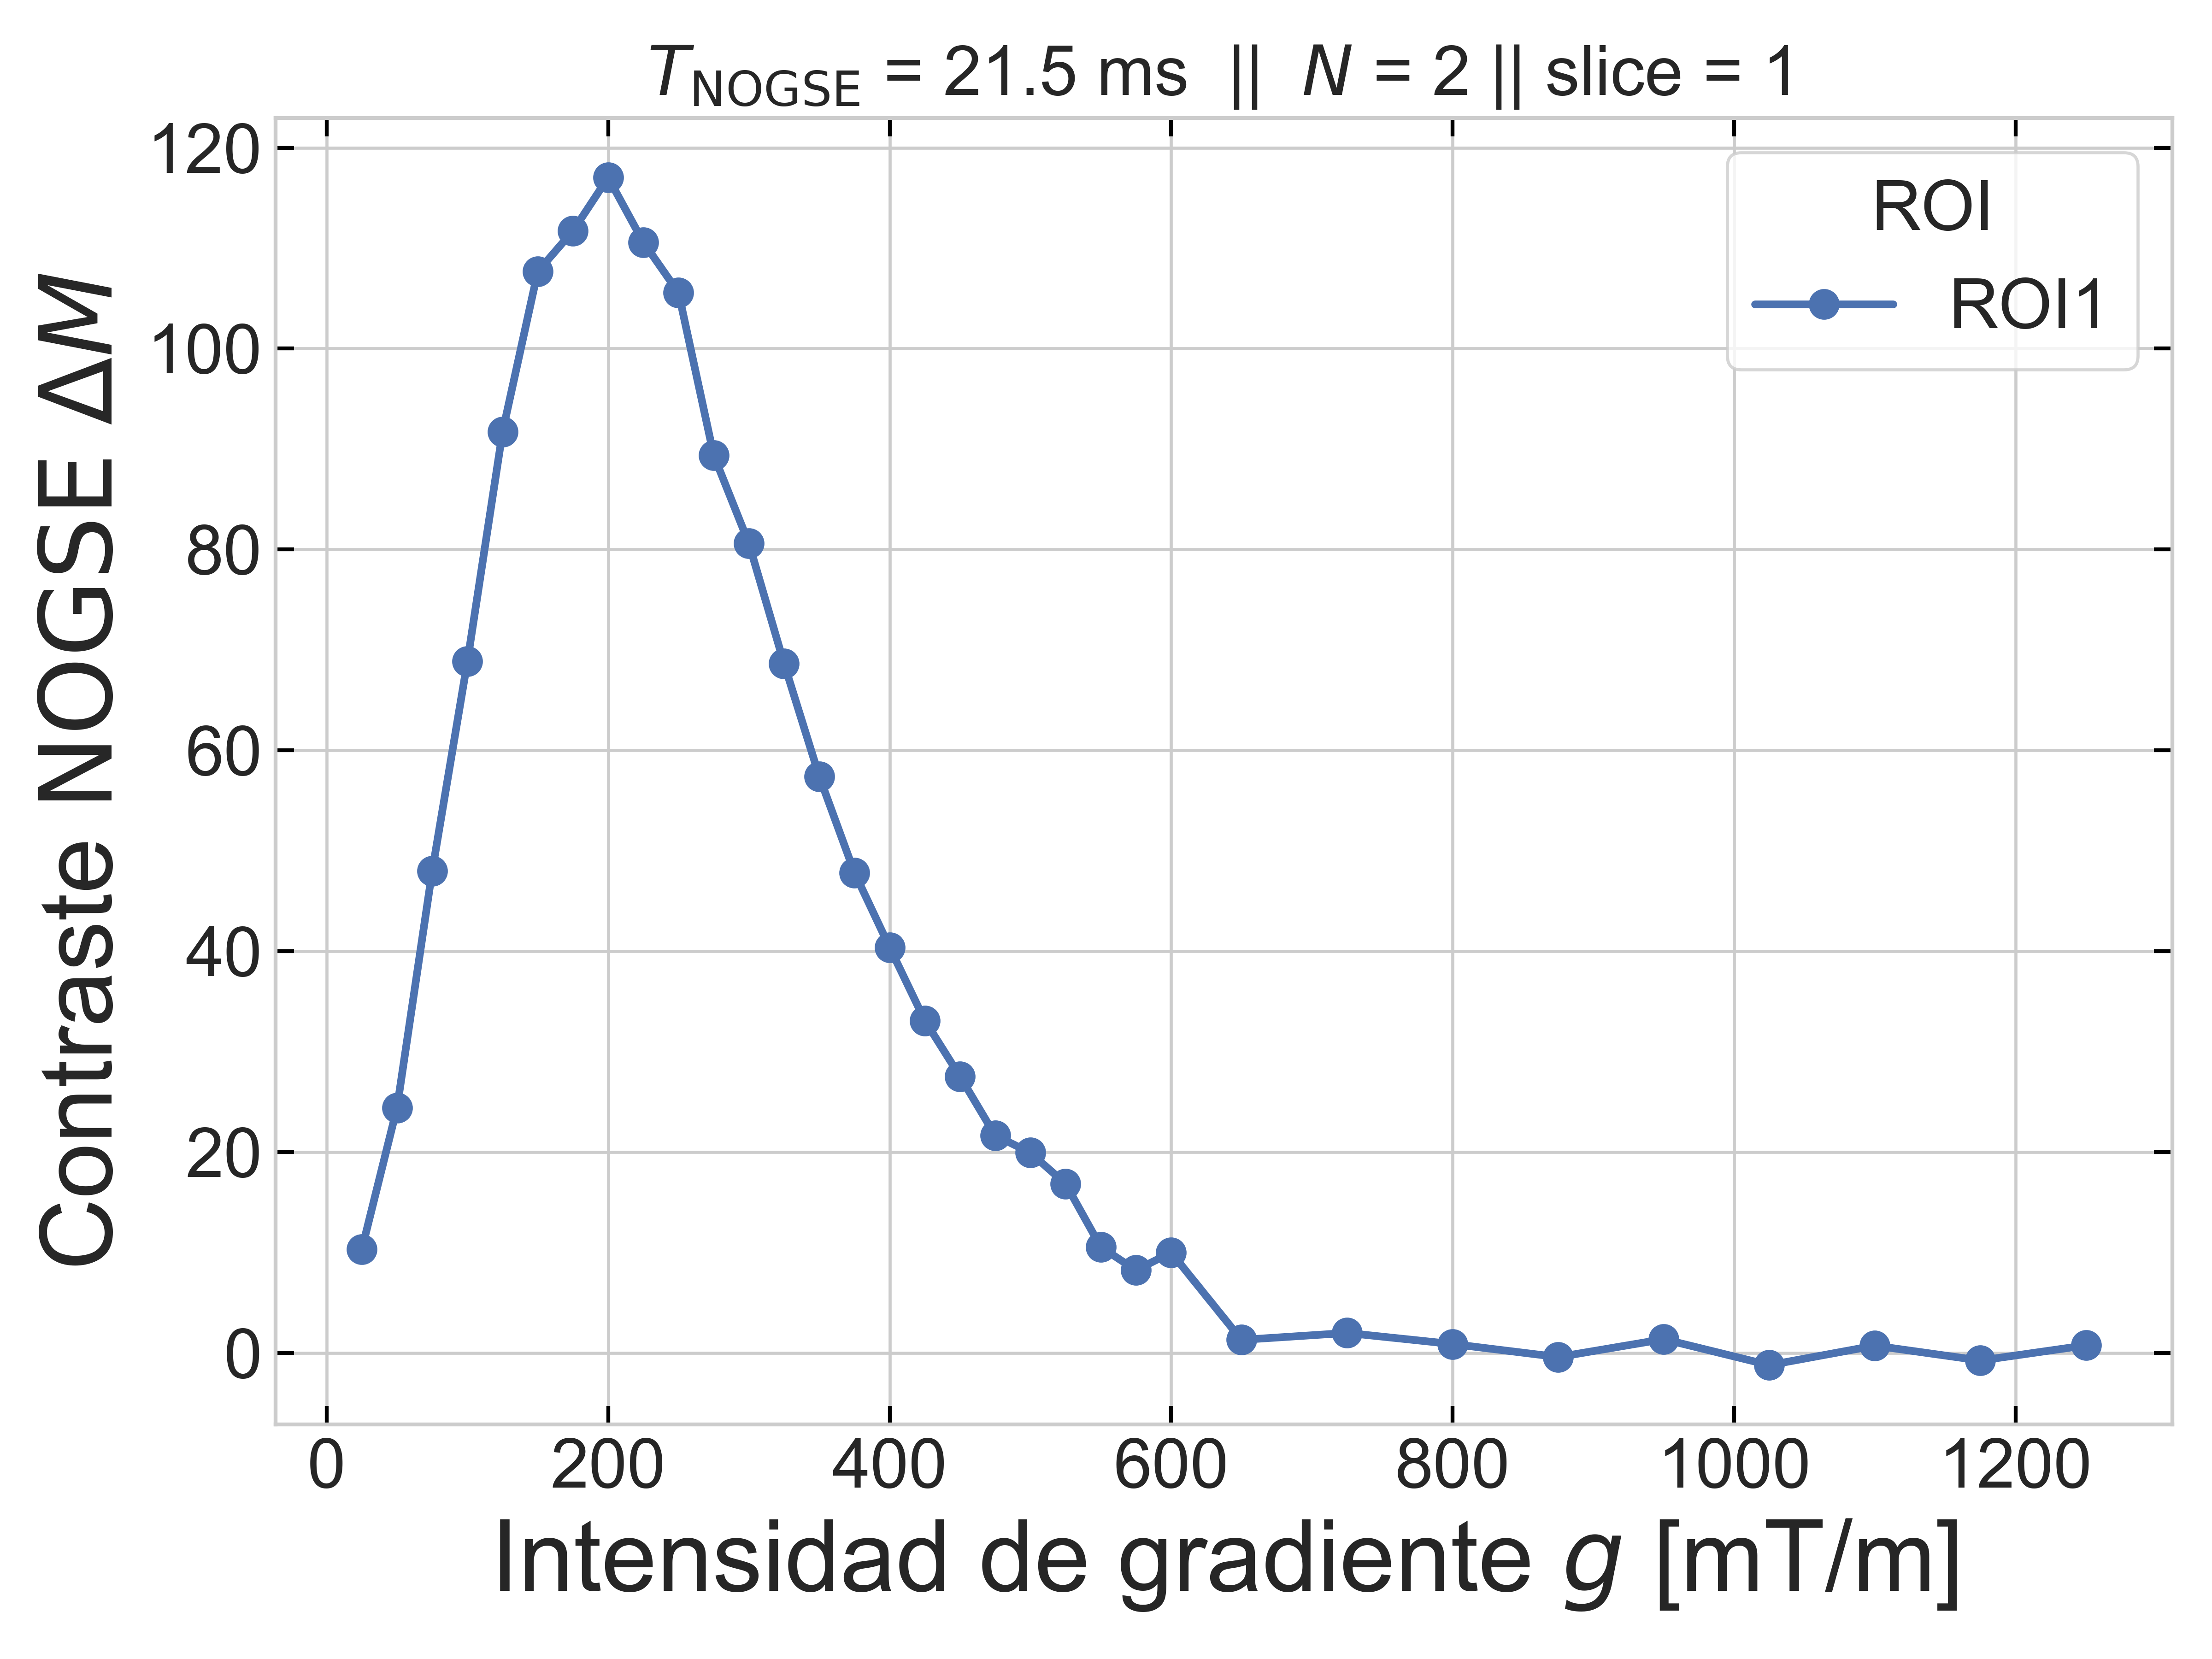 T_NOGSE = 21.5 ms || N = 2 || slice = 1
Contraste NOGSE ΔM
120
100
80
60
40
20
0
ROI
ROI1
0 200 400 600 800 1000 1200
Intensidad de gradiente g [mT/m]